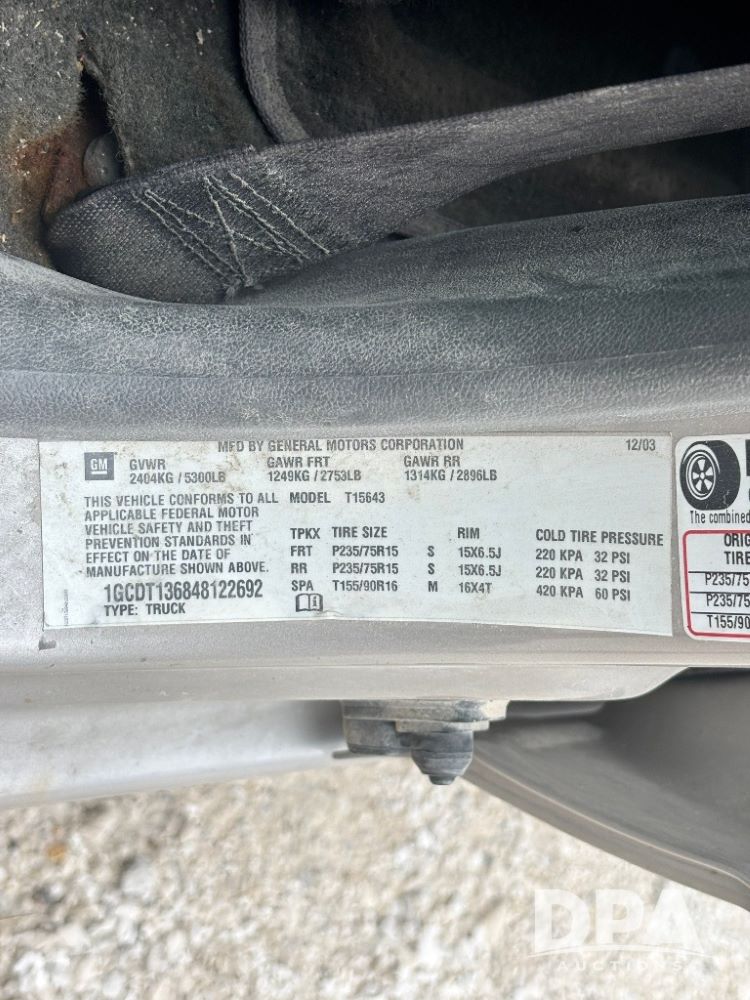 MFD BY GENERAL MOTORS CORPORATION 12/03
GM
GVWR GAWR FRT GAWR RR
2404KG / 5300LB 1249KG / 2753LB 1314KG / 2896LB
THIS VEHICLE CONFORMS TO ALL MODEL T15643
APPLICABLE FEDERAL MOTOR
VEHICLE SAFETY AND THEFT
PREVENTION STANDARDS IN
EFFECT ON THE DATE OF
MANUFACTURE SHOWN ABOVE.
1GCDT136848122692
TYPE: TRUCK
TPKX TIRE SIZE RIM COLD TIRE PRESSURE
FRT P235/75R15 S 15X6.5J 220 KPA 32 PSI
RR P235/75R15 S 15X6.5J 220 KPA 32 PSI
SPA T155/90R16 M 16X4T 420 KPA 60 PSI
The combined
ORIG
TIRE
P235/75
P235/75
T155/90
DPA
AUCTIONS